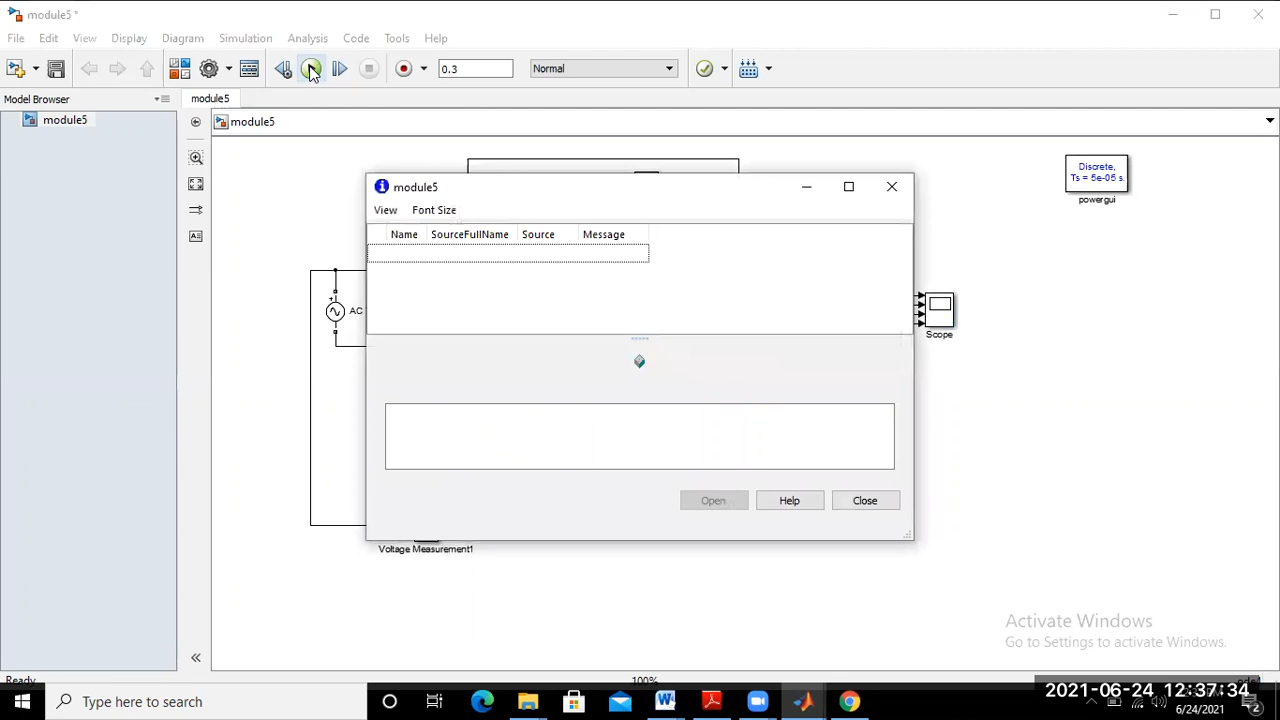 module5 *
File Edit View Display Diagram Simulation Analysis Code Tools Help
0.3 Normal
Model Browser
module5
module5
module5
Discrete,
Ts = 5e-05 s.
powergui
module5
View Font Size
Name SourceFullName Source Message
AC
Scope
Open Help Close
Voltage Measurement1
Activate Windows
Go to Settings to activate Windows.
Ready 100%
Type here to search
2021-06-24 12:37:34
6/24/2021